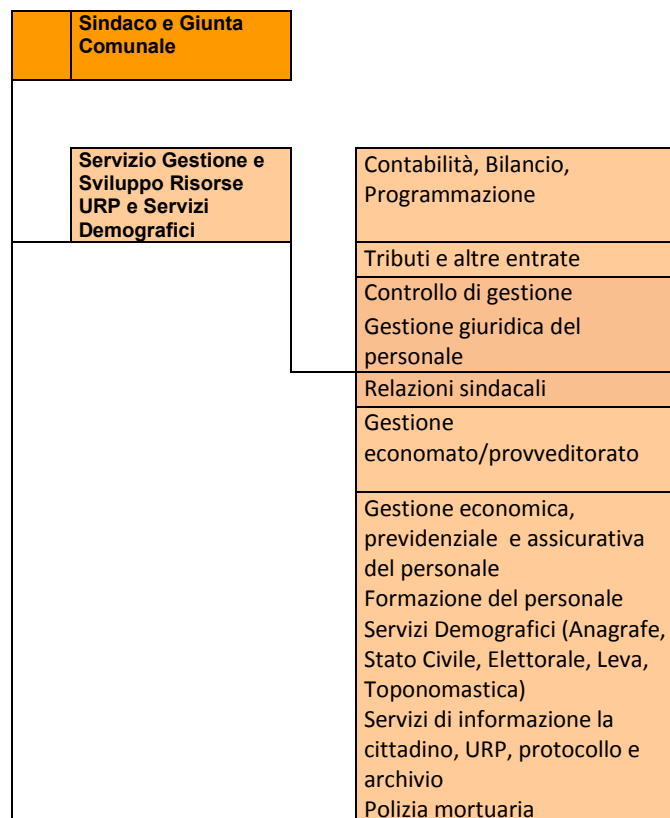 Sindaco e Giunta
Comunale
Servizio Gestione e
Sviluppo Risorse
URP e Servizi
Demografici
Contabilità, Bilancio,
Programmazione
Tributi e altre entrate
Controllo di gestione
Gestione giuridica del
personale
Relazioni sindacali
Gestione
economato/provveditorato
Gestione economica,
previdenziale e assicurativa
del personale
Formazione del personale
Servizi Demografici (Anagrafe,
Stato Civile, Elettorale, Leva,
Toponomastica)
Servizi di informazione la
cittadino, URP, protocollo e
archivio
Polizia mortuaria